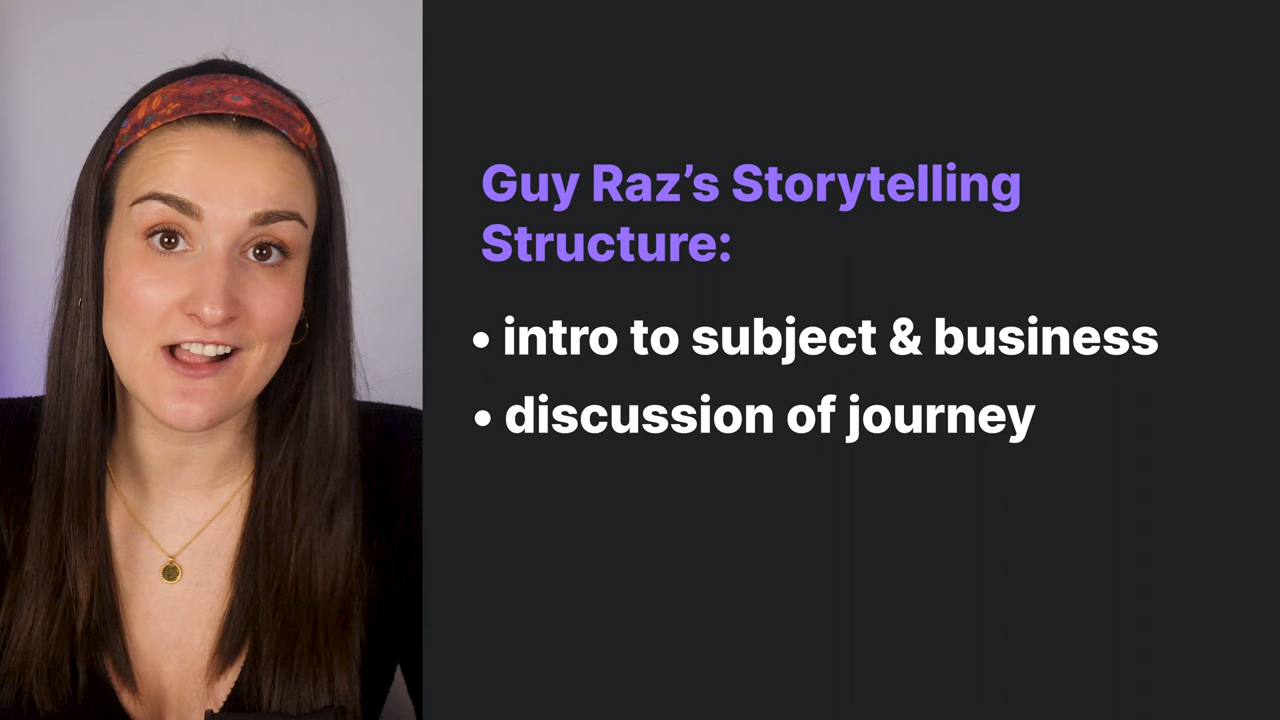 Guy Raz’s Storytelling
Structure:
• intro to subject & business
• discussion of journey